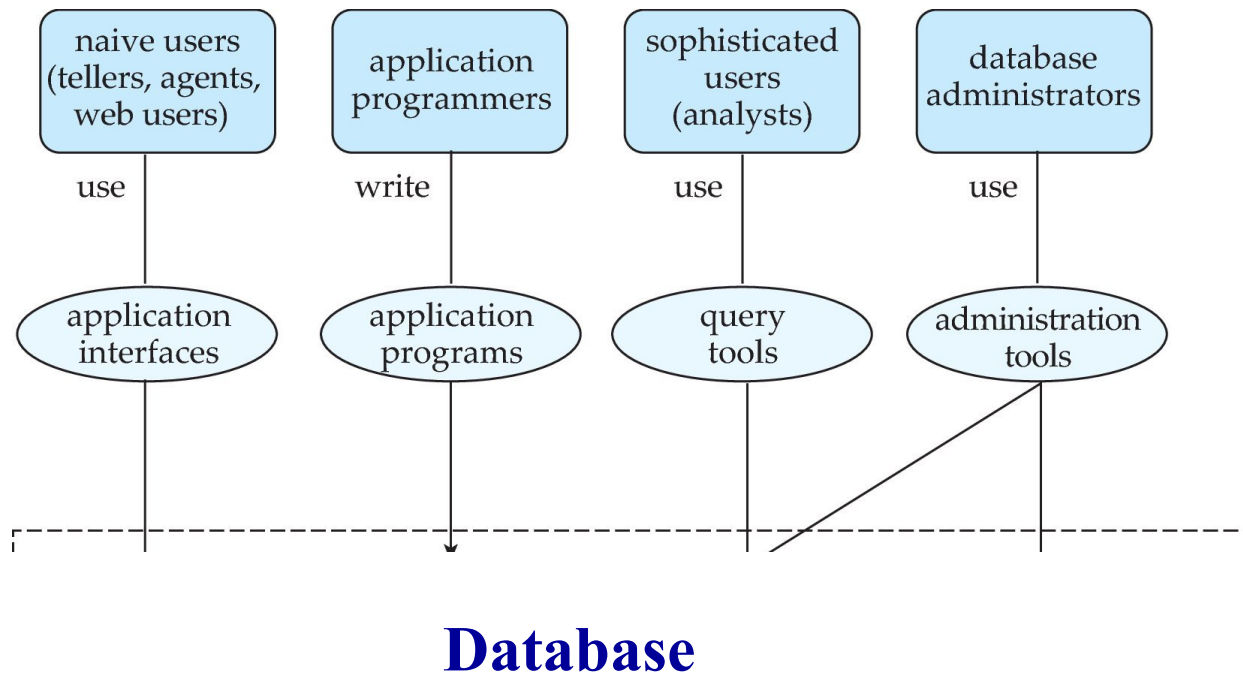 naive users
(tellers, agents,
web users)
application
programmers
sophisticated
users
(analysts)
database
administrators
use
write
use
use
application
interfaces
application
programs
query
tools
administration
tools
Database